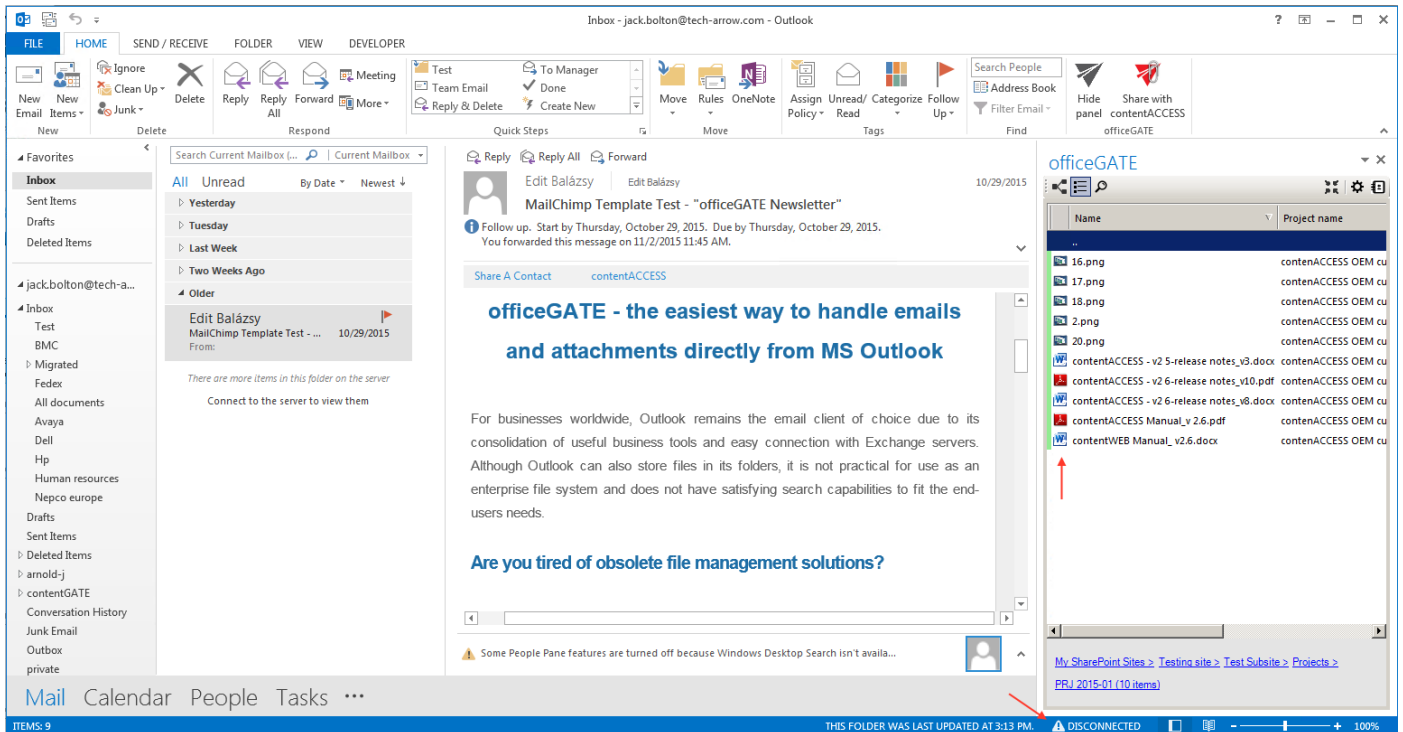 Inbox - jack.bolton@tech-arrow.com - Outlook
FILE HOME SEND / RECEIVE FOLDER VIEW DEVELOPER
New Email
New Items
New
Ignore
Clean Up
Junk
Delete
Delete
Reply
Reply All
Forward
Meeting
More
Respond
Test
Team Email
Reply & Delete
To Manager
Done
Create New
Quick Steps
Move
Rules
OneNote
Move
Assign Policy
Unread/ Read
Categorize
Follow Up
Tags
Search People
Address Book
Filter Email
Find
Hide panel
Share with contentACCESS
officeGATE
Favorites
Inbox
Sent Items
Drafts
Deleted Items
jack.bolton@tech-a...
Inbox
Test
BMC
Migrated
Fedex
All documents
Avaya
Dell
Hp
Human resources
Nepco europe
Drafts
Sent Items
Deleted Items
arnold-j
contentGATE
Conversation History
Junk Email
Outbox
private
Search Current Mailbox (... Current Mailbox
All Unread By Date Newest
Yesterday
Tuesday
Last Week
Two Weeks Ago
Older
Edit Balázsy
MailChimp Template Test - ... 10/29/2015
From:
There are more items in this folder on the server
Connect to the server to view them
Reply Reply All Forward
Edit Balázsy Edit Balázsy 10/29/2015
MailChimp Template Test - "officeGATE Newsletter"
Follow up. Start by Thursday, October 29, 2015. Due by Thursday, October 29, 2015.
You forwarded this message on 11/2/2015 11:45 AM.
Share A Contact contentACCESS
officeGATE - the easiest way to handle emails
and attachments directly from MS Outlook
For businesses worldwide, Outlook remains the email client of choice due to its
consolidation of useful business tools and easy connection with Exchange servers.
Although Outlook can also store files in its folders, it is not practical for use as an
enterprise file system and does not have satisfying search capabilities to fit the end-
users needs.
Are you tired of obsolete file management solutions?
Some People Pane features are turned off because Windows Desktop Search isn't availa...
officeGATE
Name Project name
..
16.png contenACCESS OEM cu
17.png contenACCESS OEM cu
18.png contenACCESS OEM cu
2.png contenACCESS OEM cu
20.png contenACCESS OEM cu
contentACCESS - v2 5-release notes_v3.docx contenACCESS OEM cu
contentACCESS - v2 6-release notes_v10.pdf contenACCESS OEM cu
contentACCESS - v2 6-release notes_v8.docx contenACCESS OEM cu
contentACCESS Manual_v 2.6.pdf contenACCESS OEM cu
contentWEB Manual_ v2.6.docx contenACCESS OEM cu
My SharePoint Sites > Testing site > Test Subsite > Projects >
PRJ 2015-01 (10 items)
Mail Calendar People Tasks ...
ITEMS: 9 THIS FOLDER WAS LAST UPDATED AT 3:13 PM. DISCONNECTED 100%